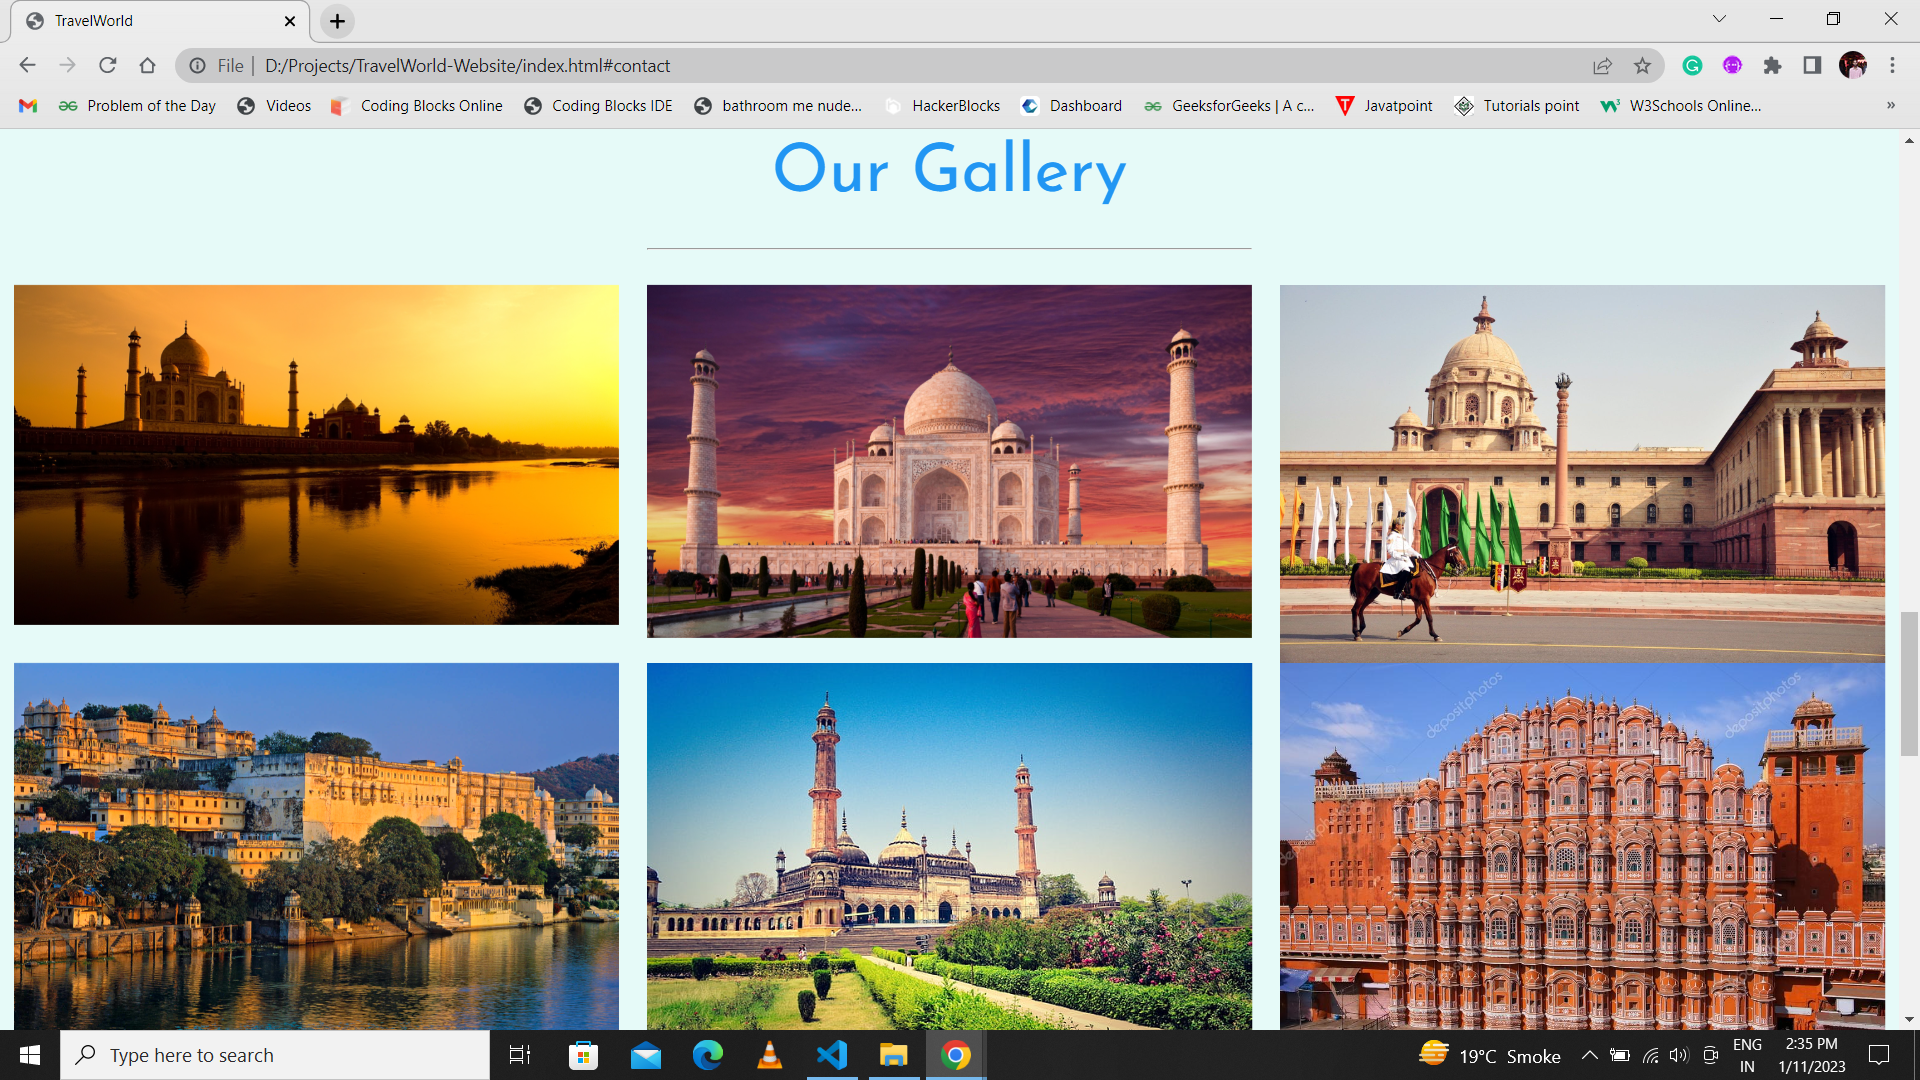 TravelWorld
File | D:/Projects/TravelWorld-Website/index.html#contact
Problem of the Day Videos Coding Blocks Online Coding Blocks IDE bathroom me nude... HackerBlocks Dashboard GeeksforGeeks | A c... Javatpoint Tutorials point W3Schools Online... »
Our Gallery
depositphotos depositphotos
Type here to search
19°C Smoke
ENG
IN
2:35 PM
1/11/2023